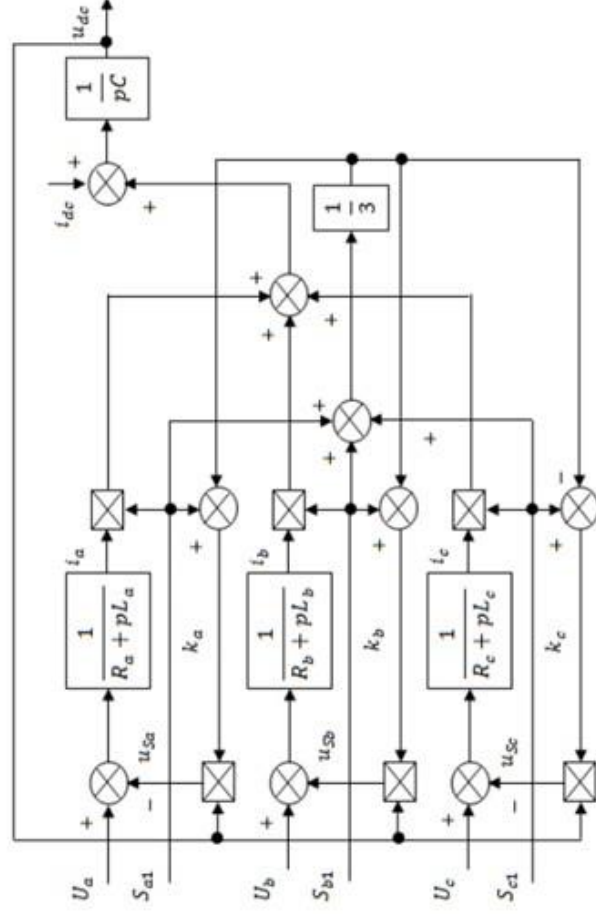 u_dc
i_dc
+
+
1
pC
U_a
+
1
R_a + pL_a
i_a
S_a1
−
u_Sa
k_a
+
U_b
+
1
R_b + pL_b
i_b
+
+
+
S_b1
u_Sb
k_b
+
+
+
+
1
3
U_c
+
1
R_c + pL_c
i_c
S_c1
−
u_Sc
k_c
+
−